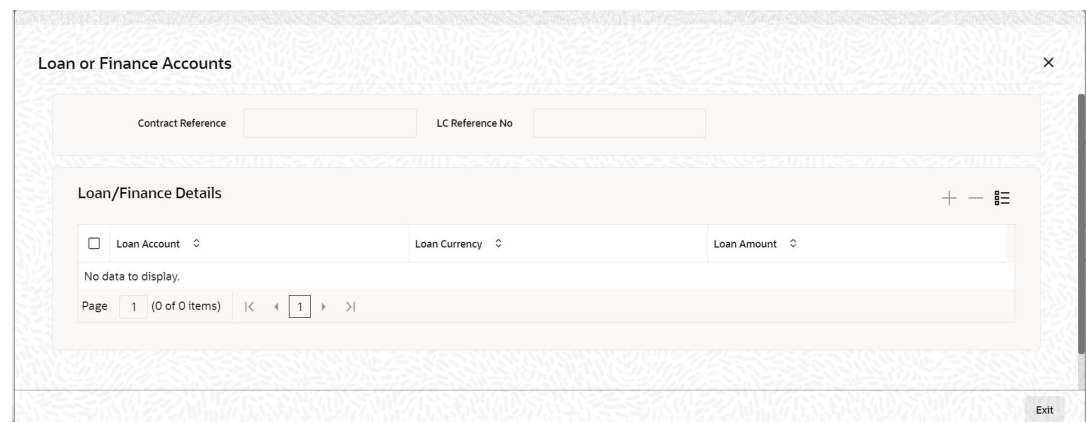 Loan or Finance Accounts
Contract Reference LC Reference No
Loan/Finance Details
Loan Account Loan Currency Loan Amount
No data to display.
Page 1 (0 of 0 items) 1
Exit